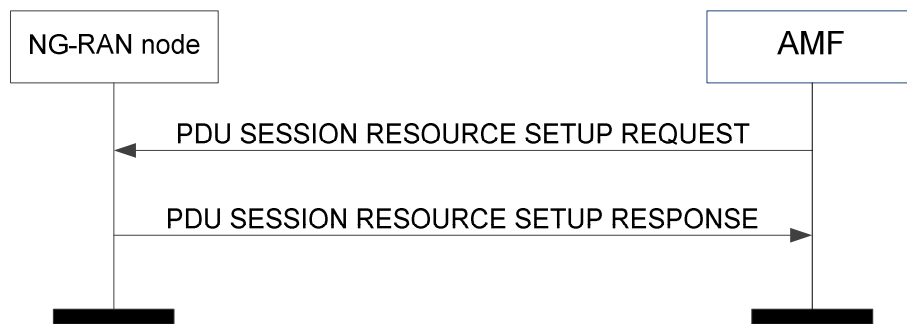 NG-RAN node
AMF
PDU SESSION RESOURCE SETUP REQUEST
PDU SESSION RESOURCE SETUP RESPONSE